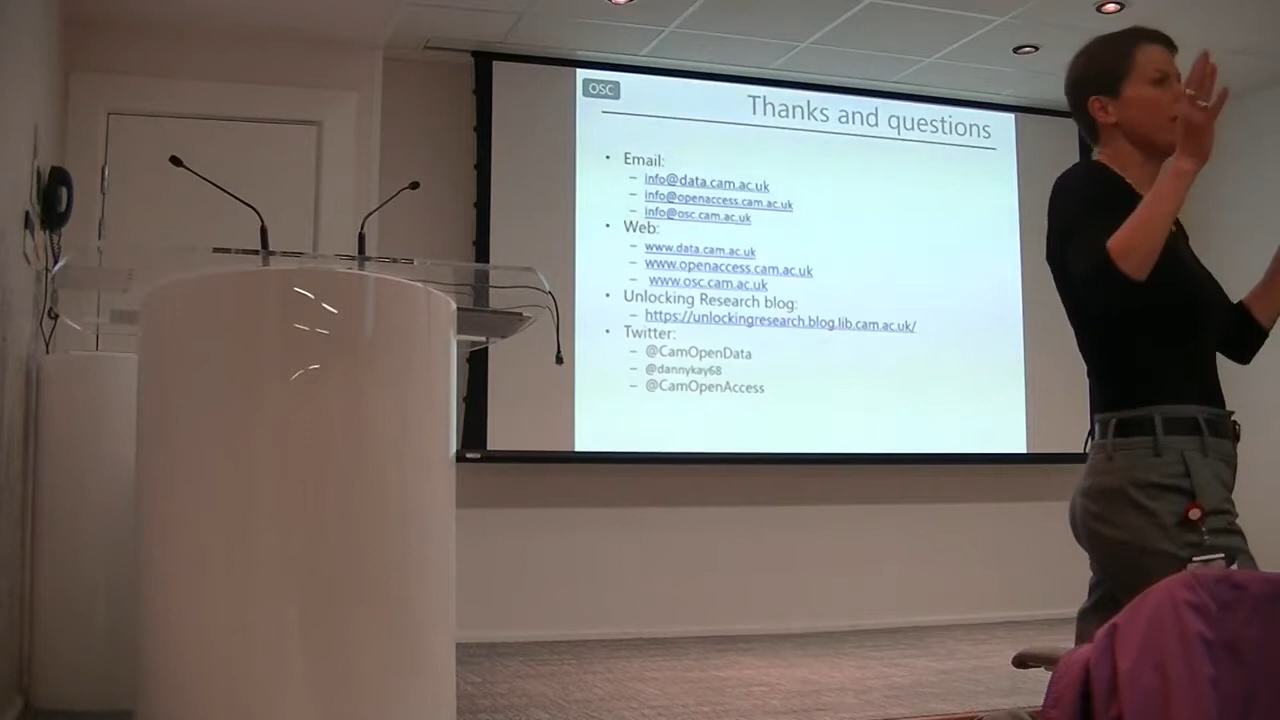 OSC
Thanks and questions
• Email:
– info@data.cam.ac.uk
– info@openaccess.cam.ac.uk
– info@osc.cam.ac.uk
• Web:
– www.data.cam.ac.uk
– www.openaccess.cam.ac.uk
– www.osc.cam.ac.uk
• Unlocking Research blog:
– https://unlockingresearch.blog.lib.cam.ac.uk/
• Twitter:
– @CamOpenData
– @dannykay68
– @CamOpenAccess